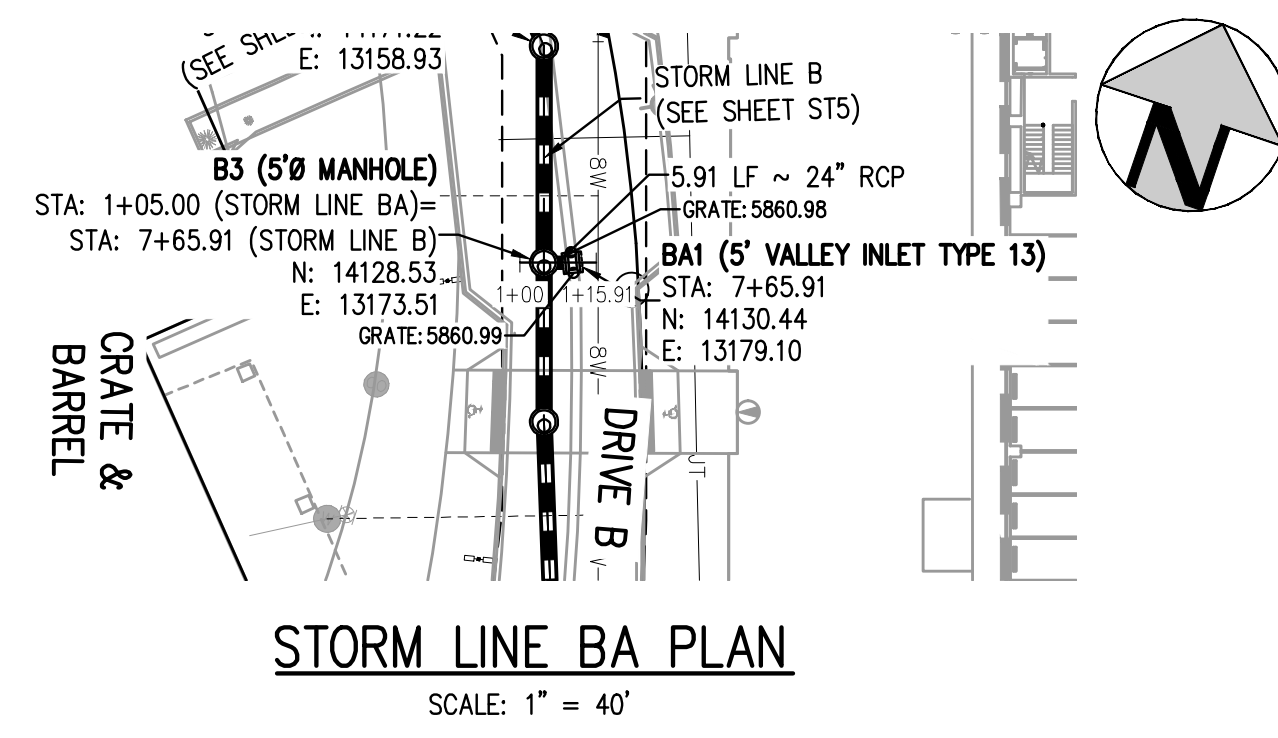 (SEE SHE
E: 13158.93
STORM LINE B
(SEE SHEET ST5)
B3 (5'Ø MANHOLE)
STA: 1+05.00 (STORM LINE BA)=
STA: 7+65.91 (STORM LINE B)
N: 14128.53
E: 13173.51
GRATE: 5860.99
8W
5.91 LF ~ 24" RCP
GRATE: 5860.98
BA1 (5' VALLEY INLET TYPE 13)
STA: 7+65.91
N: 14130.44
E: 13179.10
1+00
1+15.91
8W
CRATE &
BARREL
DRIVE B
UT
N
STORM LINE BA PLAN
SCALE: 1" = 40'